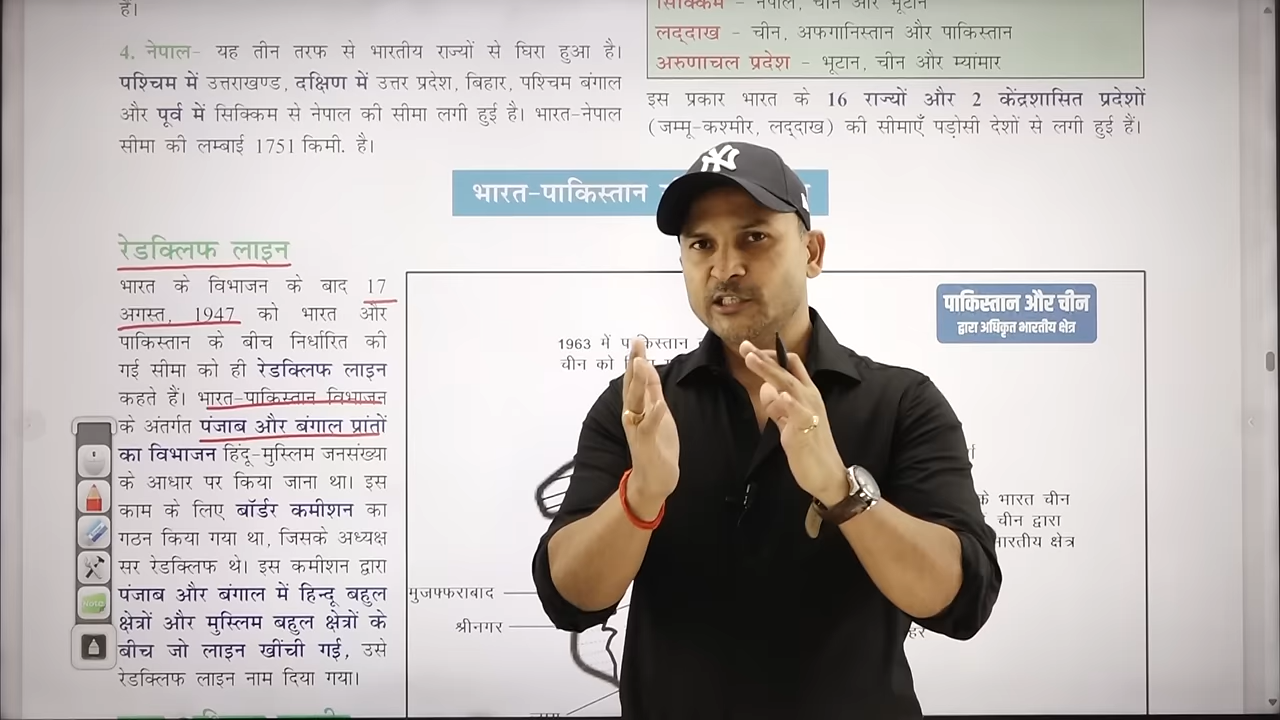 हैं।
4. नेपाल– यह तीन तरफ से भारतीय राज्यों से घिरा हुआ है।
पश्चिम में उत्तराखण्ड, दक्षिण में उत्तर प्रदेश, बिहार, पश्चिम बंगाल
और पूर्व में सिक्किम से नेपाल की सीमा लगी हुई है। भारत–नेपाल
सीमा की लम्बाई 1751 किमी. है।
सिक्किम – नेपाल, चीन और भूटान
लद्दाख – चीन, अफगानिस्तान और पाकिस्तान
अरुणाचल प्रदेश – भूटान, चीन और म्यांमार
इस प्रकार भारत के 16 राज्यों और 2 केंद्रशासित प्रदेशों
(जम्मू-कश्मीर, लद्दाख) की सीमाएँ पड़ोसी देशों से लगी हुई हैं।
भारत–पाकिस्तान
रेडक्लिफ लाइन
भारत के विभाजन के बाद 17
अगस्त, 1947 को भारत और
पाकिस्तान के बीच निर्धारित की
गई सीमा को ही रेडक्लिफ लाइन
कहते हैं। भारत–पाकिस्तान विभाजन
के अंतर्गत पंजाब और बंगाल प्रांतों
का विभाजन हिंदू–मुस्लिम जनसंख्या
के आधार पर किया जाना था। इस
काम के लिए बॉर्डर कमीशन का
गठन किया गया था, जिसके अध्यक्ष
सर रेडक्लिफ थे। इस कमीशन द्वारा
पंजाब और बंगाल में हिन्दू बहुल
क्षेत्रों और मुस्लिम बहुल क्षेत्रों के
बीच जो लाइन खींची गई, उसे
रेडक्लिफ लाइन नाम दिया गया।
पाकिस्तान और चीन
द्वारा अधिकृत भारतीय क्षेत्र
1963 में पाकिस्तान
चीन को
के भारत चीन
चीन द्वारा
भारतीय क्षेत्र
मुजफ्फराबाद
श्रीनगर
NY